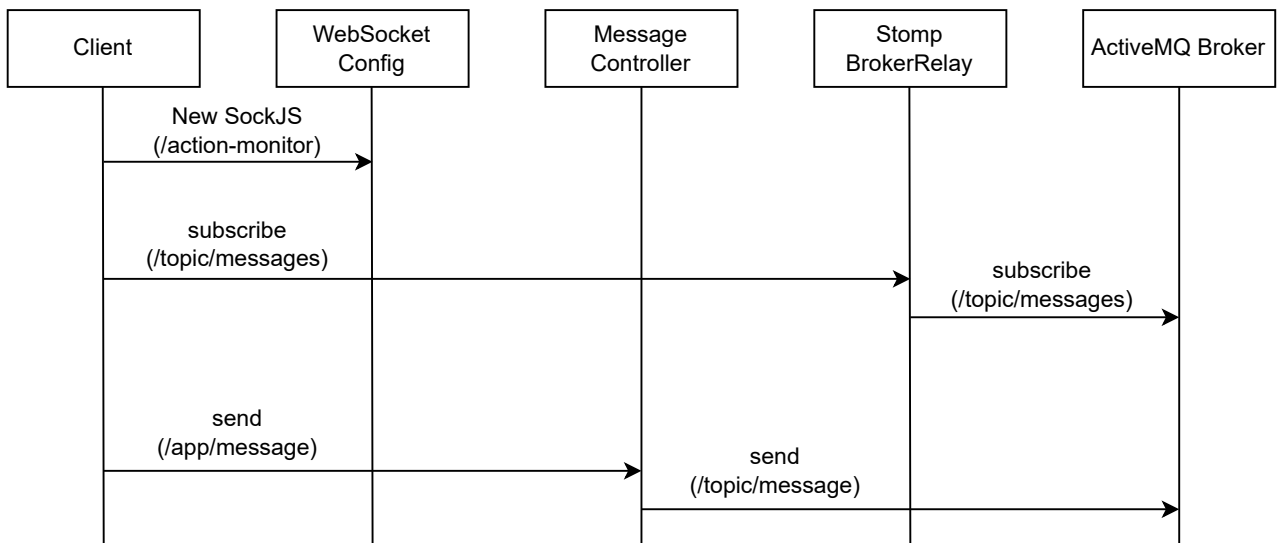 Client
WebSocket
Config
Message
Controller
Stomp
BrokerRelay
ActiveMQ Broker
New SockJS
(/action-monitor)
subscribe
(/topic/messages)
subscribe
(/topic/messages)
send
(/app/message)
send
(/topic/message)